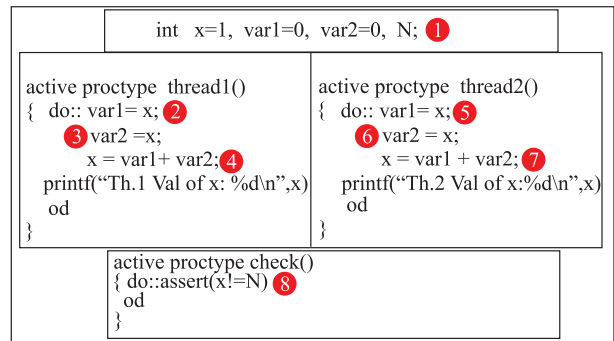 int x=1, var1=0, var2=0, N; 1
active proctype thread1()
{ do:: var1= x; 2
3 var2 =x;
x = var1+ var2; 4
printf(“Th.1 Val of x: %d\n”,x)
od
}
active proctype thread2()
{ do:: var1= x; 5
6 var2 = x;
x = var1 + var2; 7
printf(“Th.2 Val of x:%d\n”,x)
od
}
active proctype check()
{ do::assert(x!=N) 8
od
}